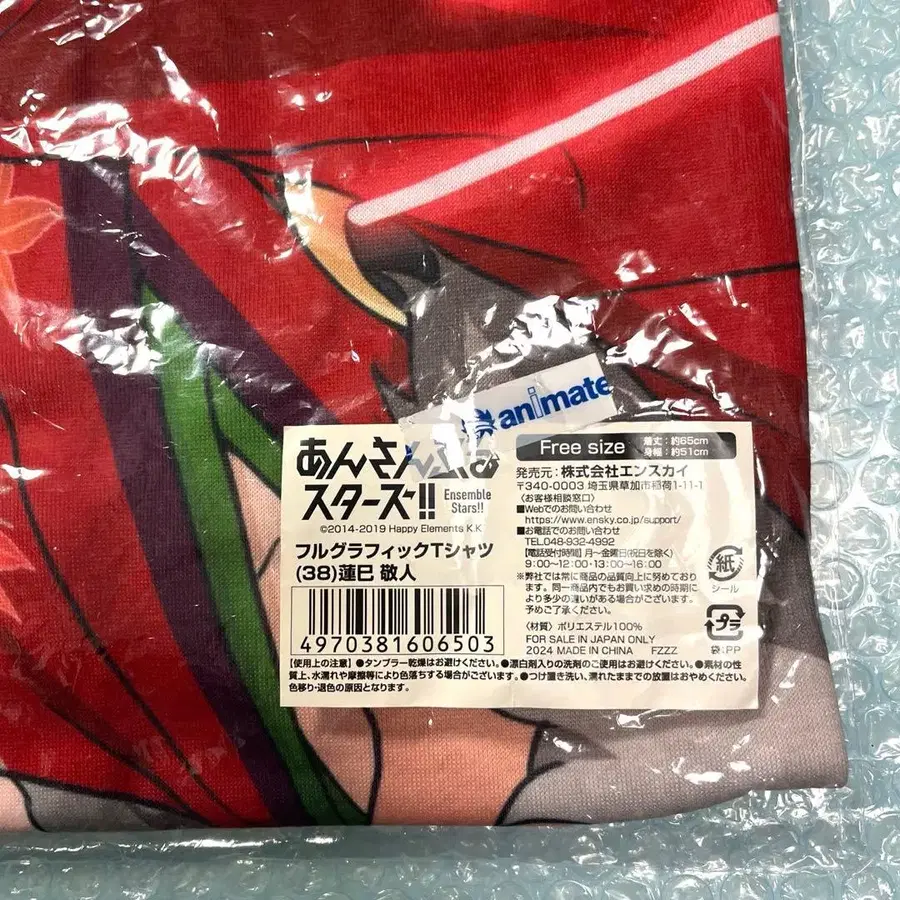 animate
あんさんぶる
スターズ!!
Ensemble
Stars!!
©2014-2019 Happy Elements K.K
フルグラフィックTシャツ
(38)蓮巳 敬人
4970381606503
Free size
着丈：約65cm
身幅：約51cm
発売元：株式会社エンスカイ
〒340-0003 埼玉県草加市稲荷1-11-1
〈お客様相談窓口〉
■Webでのお問い合わせ
https://www.ensky.co.jp/support/
■お電話でのお問い合わせ
TEL048-932-4992
【電話受付時間】月～金曜日(祝日を除く)
9:00～12:00・13:00～16:00
※弊社では常に商品の品質向上に努めており
ます。同一商品内でもお買い求めの時期に
より多少の違いがある場合がございます。
予めご了承ください。
〈材質〉ポリエステル100%
FOR SALE IN JAPAN ONLY
2024 MADE IN CHINA FZZZ
紙
シール
プラ
袋:PP
【使用上の注意】●タンブラー乾燥はお避けください。●漂白剤入りの洗剤のご使用はお避けください。●素材の性
質上、水濡れや摩擦等により色落ちする場合がございます。●つけ置き洗い、濡れたままでの放置はおやめください。
色移り・退色の原因となります。